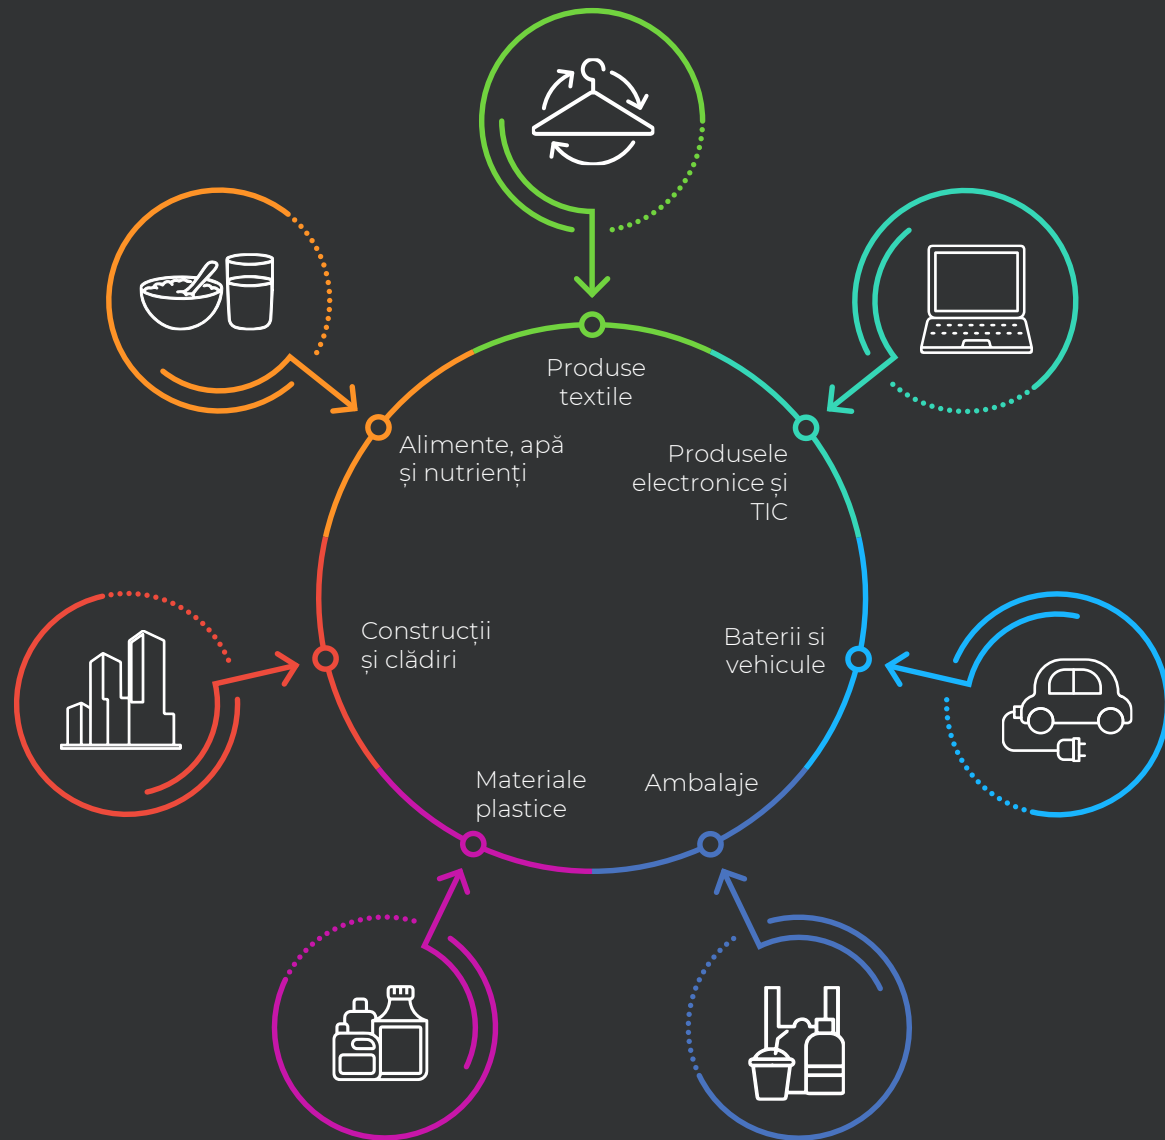 Produse
textile
Alimente, apă
și nutrienți
Produsele
electronice și
TIC
Construcții
și clădiri
Baterii si
vehicule
Materiale
plastice
Ambalaje